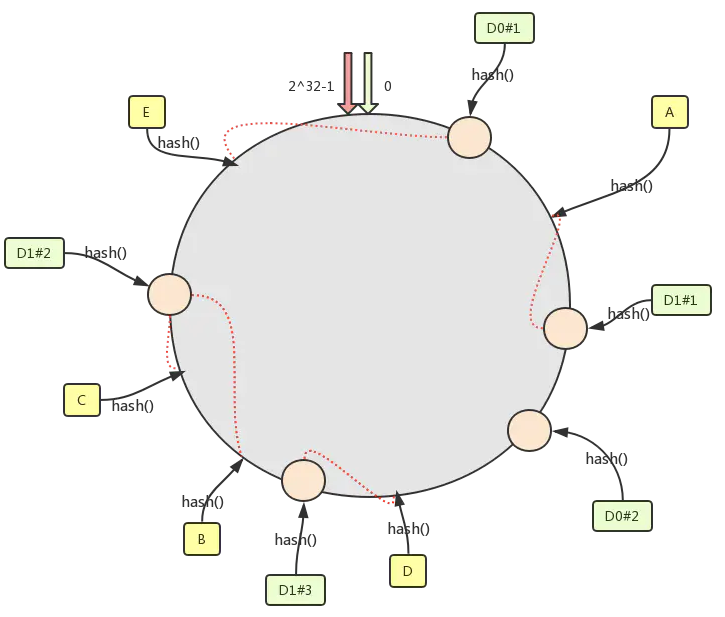 D0#1
hash()
2^32-1
0
E
A
hash()
hash()
D1#2
hash()
D1#1
hash()
C
hash()
hash()
B
hash()
D0#2
hash()
hash()
D
D1#3